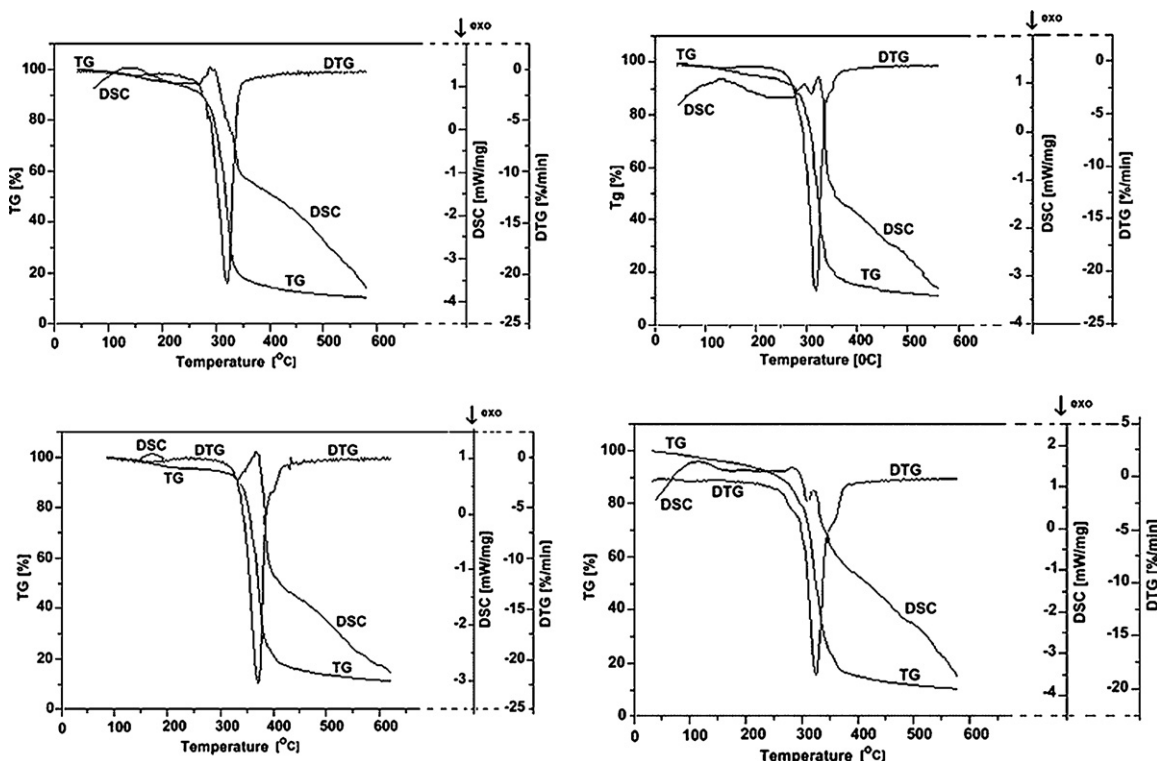 exo
TG
DTG
DSC
DSC
TG
100
80
60
40
20
0
TG [%]
0
100
200
300
400
500
600
Temperature [°C]
1
0
-1
-2
-3
-4
DSC [mW/mg]
0
-5
-10
-15
-20
-25
DTG [%/min]
exo
TG
DTG
DSC
DSC
TG
100
80
60
40
20
0
Tg [%]
0
100
200
300
400
500
600
Temperature [0C]
1
0
-1
-2
-3
-4
DSC [mW/mg]
0
-5
-10
-15
-20
-25
DTG [%/min]
exo
DSC
DTG
DTG
TG
DSC
TG
100
80
60
40
20
0
TG [%]
0
100
200
300
400
500
600
Temperature [°C]
1
0
-1
-2
-3
DSC [mW/mg]
0
-5
-10
-15
-20
-25
DTG [%/min]
exo
TG
DTG
DSC
DTG
DSC
TG
100
80
60
40
20
0
TG [%]
0
100
200
300
400
500
600
Temperature [°C]
2
1
0
-1
-2
-3
-4
DSC [mW/mg]
5
0
-5
-10
-15
-20
DTG [%/min]